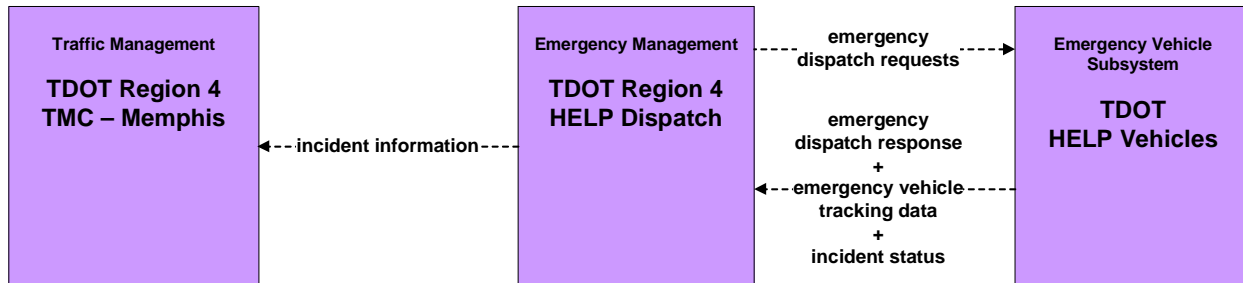 Traffic Management
TDOT Region 4
TMC – Memphis
incident information
Emergency Management
TDOT Region 4
HELP Dispatch
emergency
dispatch requests
emergency
dispatch response
+
emergency vehicle
tracking data
+
incident status
Emergency Vehicle
Subsystem
TDOT
HELP Vehicles